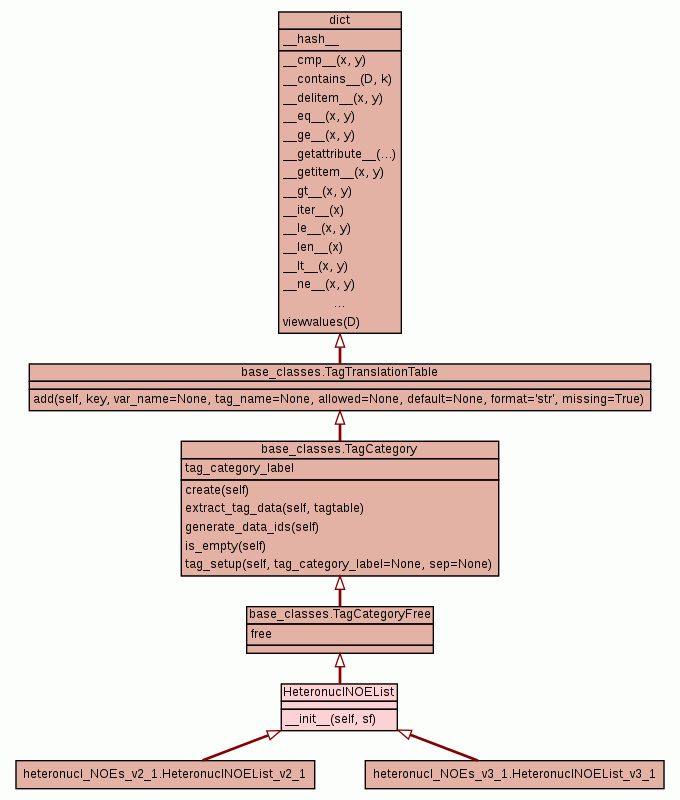 dict
__hash__
__cmp__(x, y)
__contains__(D, k)
__delitem__(x, y)
__eq__(x, y)
__ge__(x, y)
__getattribute__(...)
__getitem__(x, y)
__gt__(x, y)
__iter__(x)
__le__(x, y)
__len__(x)
__lt__(x, y)
__ne__(x, y)
...
viewvalues(D)
base_classes.TagTranslationTable
add(self, key, var_name=None, tag_name=None, allowed=None, default=None, format='str', missing=True)
base_classes.TagCategory
tag_category_label
create(self)
extract_tag_data(self, tagtable)
generate_data_ids(self)
is_empty(self)
tag_setup(self, tag_category_label=None, sep=None)
base_classes.TagCategoryFree
free
HeteronuclNOEList
__init__(self, sf)
heteronucl_NOEs_v2_1.HeteronuclNOEList_v2_1
heteronucl_NOEs_v3_1.HeteronuclNOEList_v3_1